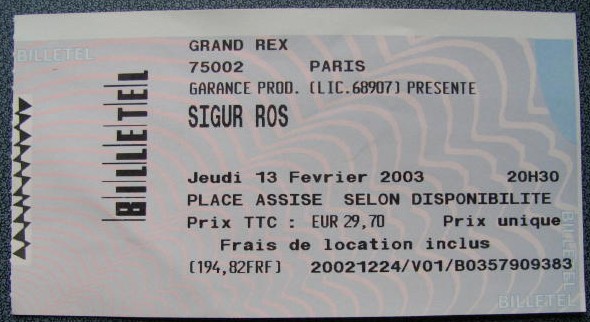 BILLETEL
GRAND REX
75002 PARIS
GARANCE PROD. (LIC.68907) PRESENTE
SIGUR ROS
BILLETEL
Jeudi 13 Fevrier 2003 20H30
PLACE ASSISE SELON DISPONIBILITE
Prix TTC : EUR 29,70 Prix unique
Frais de location inclus
(194,82FRF) 20021224/V01/B0357909383
BILLETEL
BILLETEL